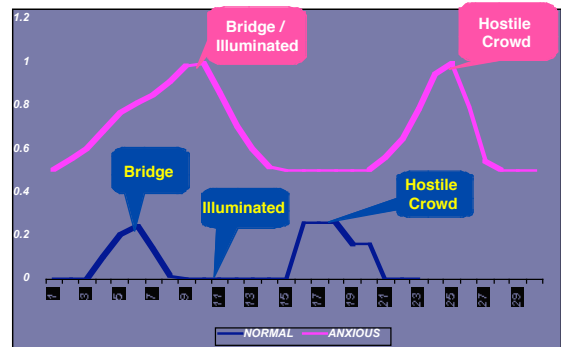 1.2
1
0.8
0.6
0.4
0.2
0
Bridge /
Illuminated
Hostile
Crowd
Bridge
Illuminated
Hostile
Crowd
1 3 5 7 9 11 13 15 17 19 21 23 25 27 29
NORMAL ANXIOUS